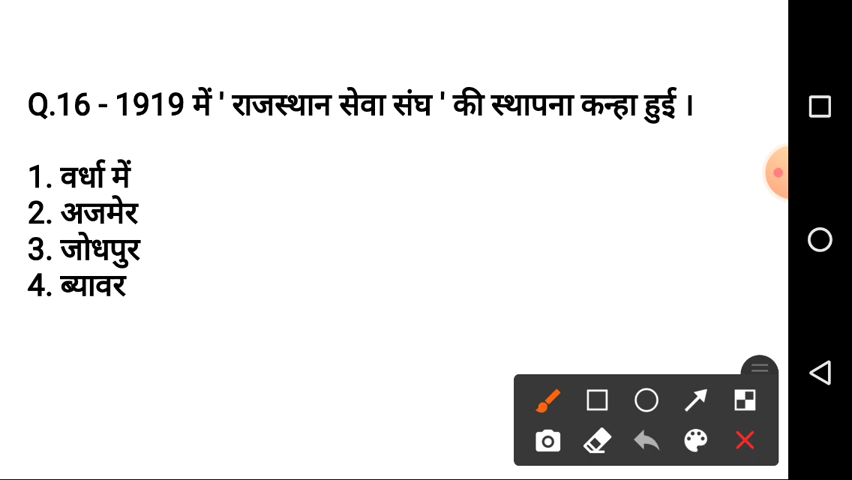 Q.16 - 1919 में ' राजस्थान सेवा संघ ' की स्थापना कन्हा हुई ।
1. वर्धा में
2. अजमेर
3. जोधपुर
4. ब्यावर